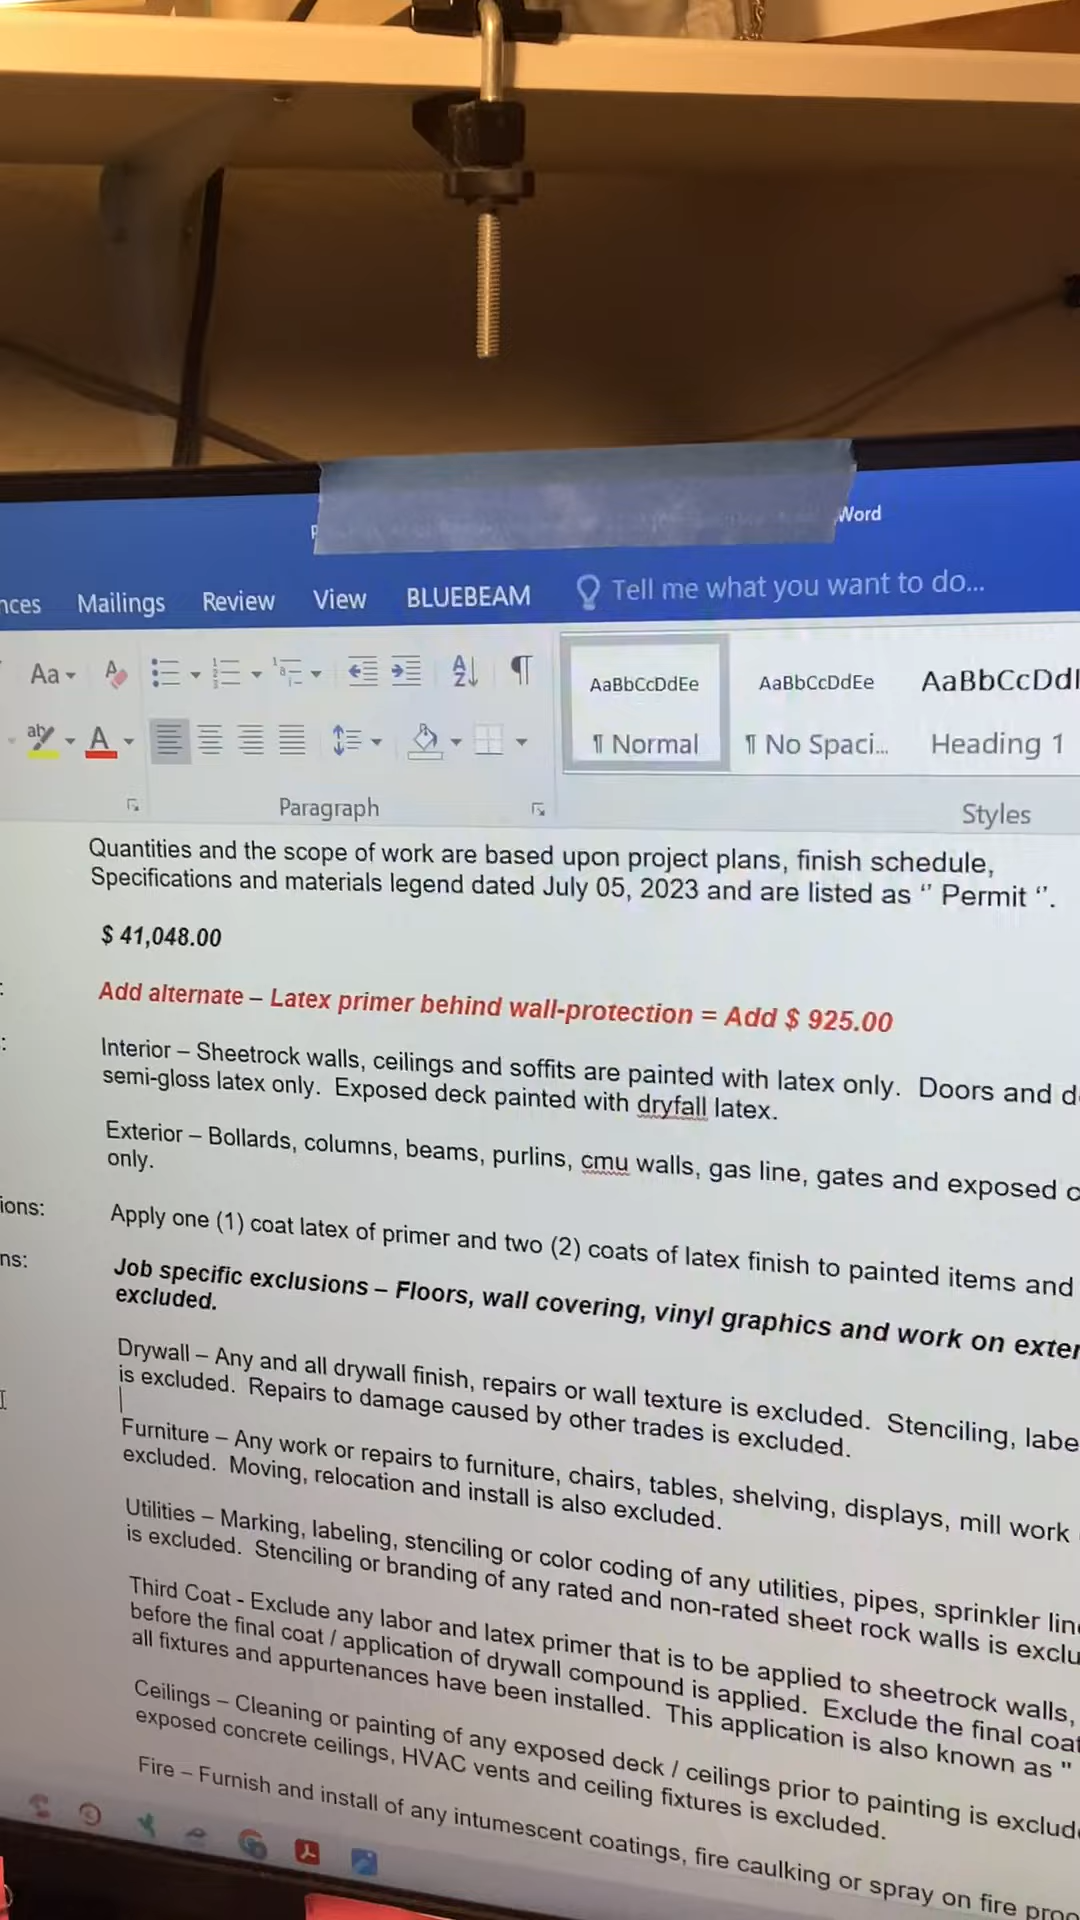 Word
nces Mailings Review View BLUEBEAM Tell me what you want to do...
Aa AaBbCcDdEe AaBbCcDdEe AaBbCcDd
¶ Normal ¶ No Spaci... Heading 1
Paragraph Styles
Quantities and the scope of work are based upon project plans, finish schedule,
Specifications and materials legend dated July 05, 2023 and are listed as “ Permit “.
$ 41,048.00
Add alternate – Latex primer behind wall-protection = Add $ 925.00
Interior – Sheetrock walls, ceilings and soffits are painted with latex only. Doors and d
semi-gloss latex only. Exposed deck painted with dryfall latex.
Exterior – Bollards, columns, beams, purlins, cmu walls, gas line, gates and exposed c
only.
ions: Apply one (1) coat latex of primer and two (2) coats of latex finish to painted items and
ns: Job specific exclusions – Floors, wall covering, vinyl graphics and work on exter
excluded.
Drywall – Any and all drywall finish, repairs or wall texture is excluded. Stenciling, labe
is excluded. Repairs to damage caused by other trades is excluded.
Furniture – Any work or repairs to furniture, chairs, tables, shelving, displays, mill work
excluded. Moving, relocation and install is also excluded.
Utilities – Marking, labeling, stenciling or color coding of any utilities, pipes, sprinkler line
is excluded. Stenciling or branding of any rated and non-rated sheet rock walls is exclu
Third Coat - Exclude any labor and latex primer that is to be applied to sheetrock walls,
before the final coat / application of drywall compound is applied. Exclude the final coat
all fixtures and appurtenances have been installed. This application is also known as "
Ceilings – Cleaning or painting of any exposed deck / ceilings prior to painting is exclude
exposed concrete ceilings, HVAC vents and ceiling fixtures is excluded.
Fire – Furnish and install of any intumescent coatings, fire caulking or spray on fire proo